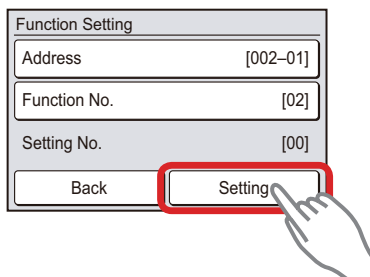 Function Setting
Address [002–01]
Function No. [02]
Setting No. [00]
Back Setting